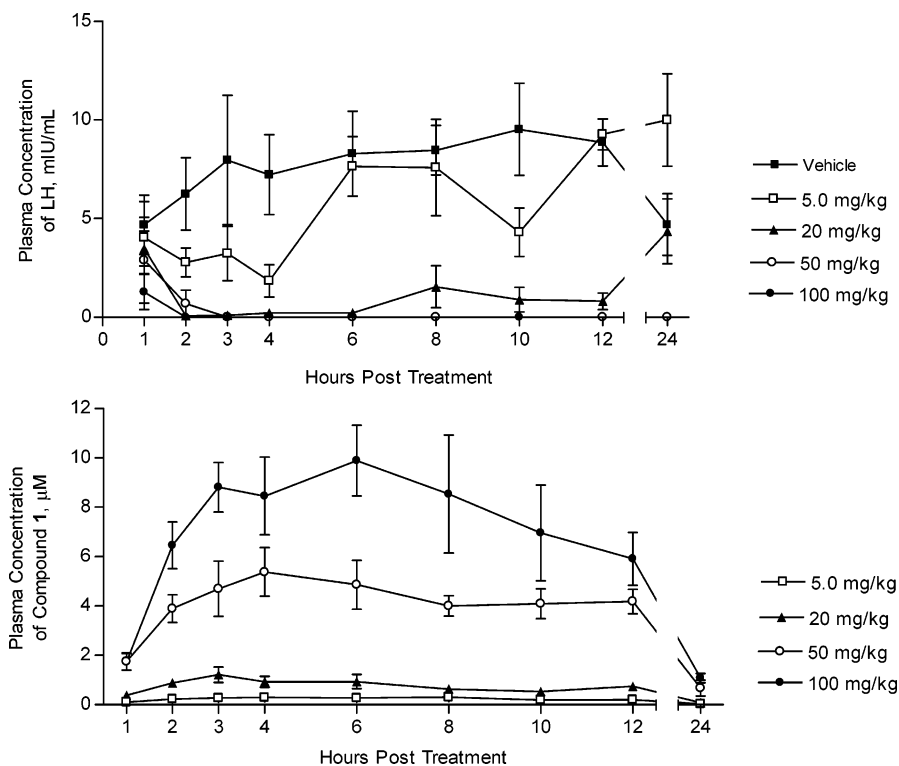 15
10
5
0
Plasma Concentration
of LH, mIU/mL
0 1 2 3 4 6 8 10 12 24
Hours Post Treatment
Vehicle
5.0 mg/kg
20 mg/kg
50 mg/kg
100 mg/kg
12
10
8
6
4
2
0
Plasma Concentration
of Compound 1, μM
1 2 3 4 6 8 10 12 24
Hours Post Treatment
5.0 mg/kg
20 mg/kg
50 mg/kg
100 mg/kg